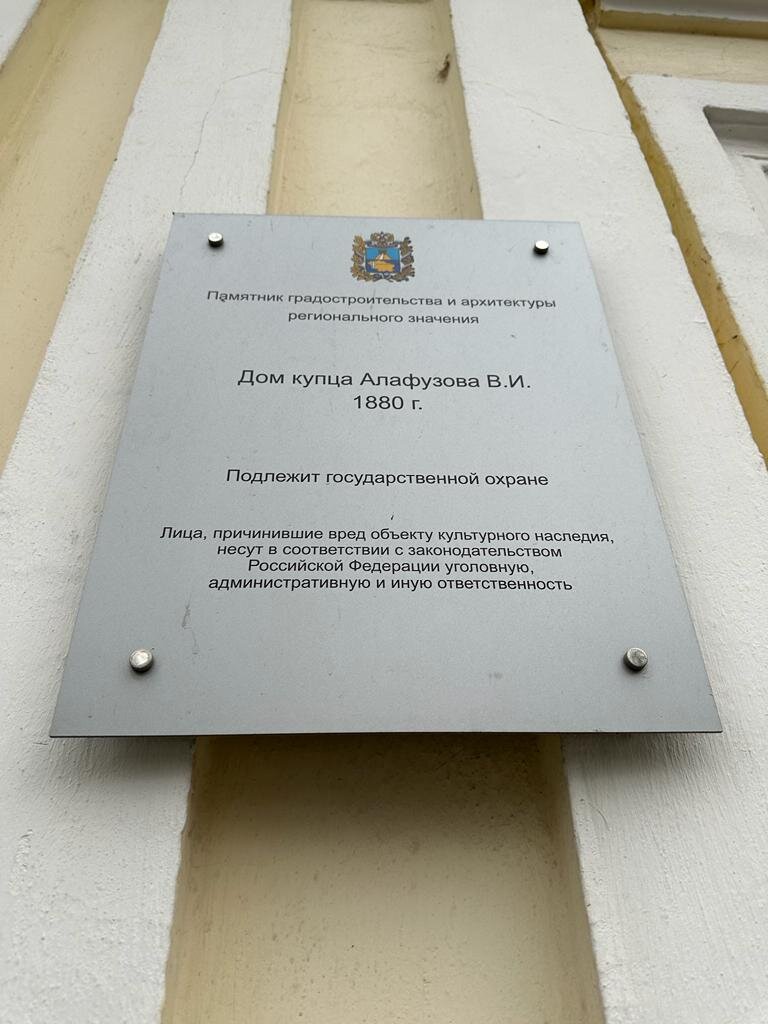 Памятник градостроительства и архитектуры
регионального значения
Дом купца Алафузова В.И.
1880 г.
Подлежит государственной охране
Лица, причинившие вред объекту культурного наследия,
несут в соответствии с законодательством
Российской Федерации уголовную,
административную и иную ответственность